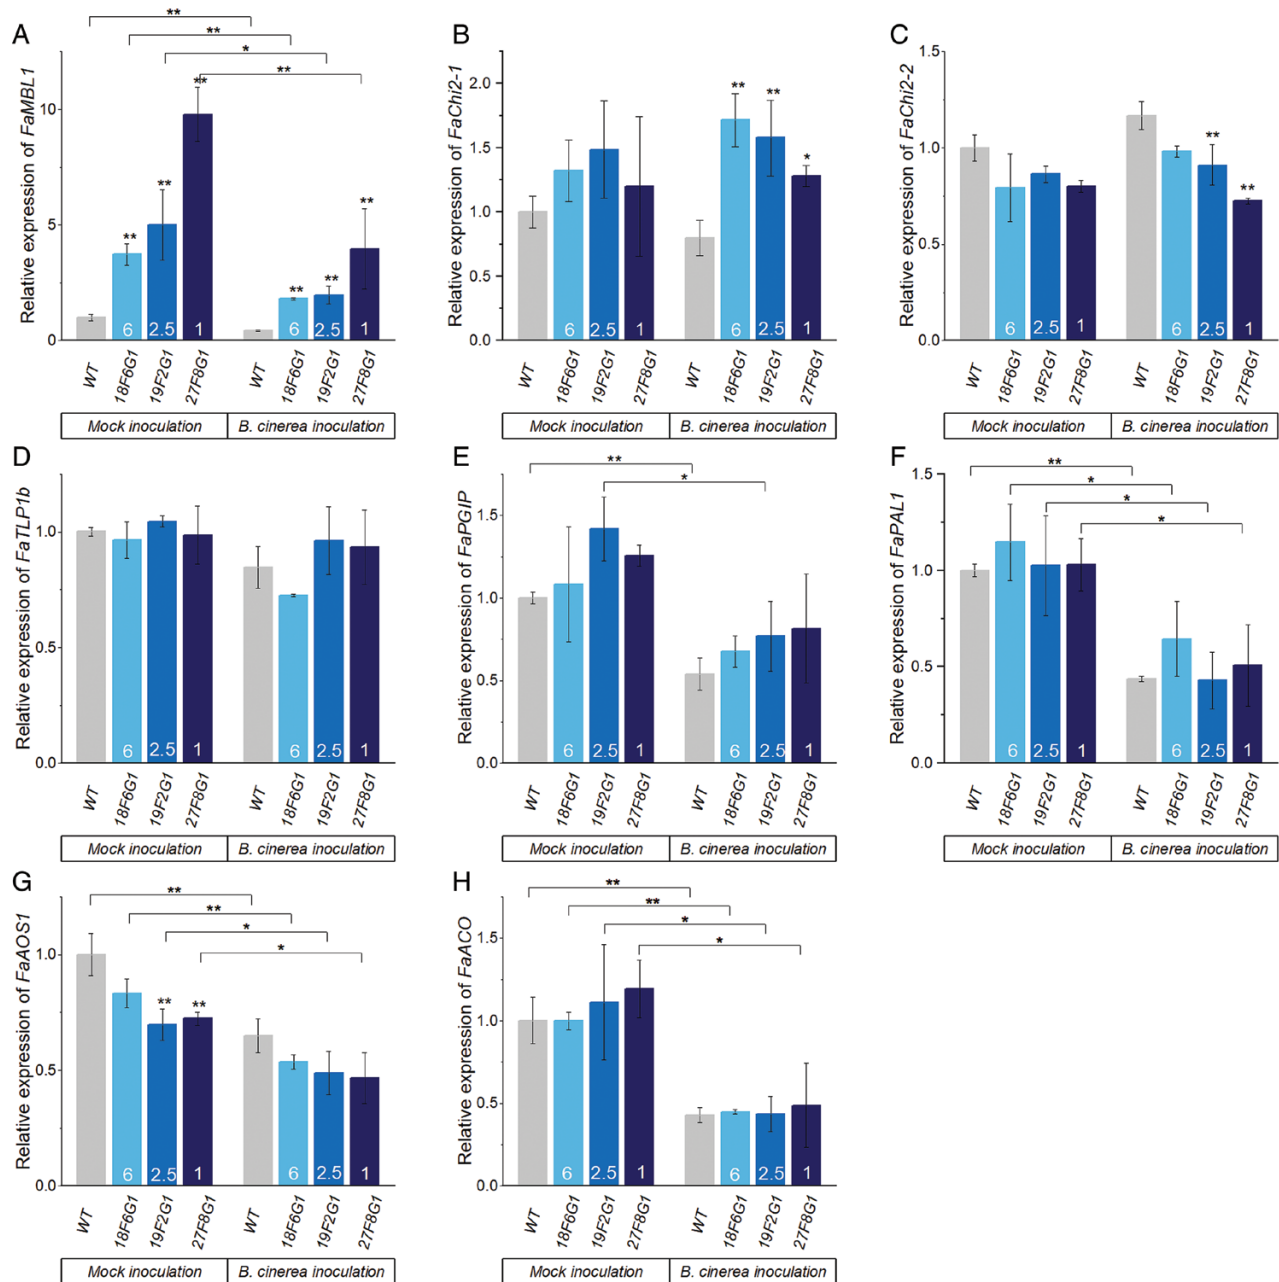 A
**
**
*
**
Relative expression of FaMBL1
10
5
0
**
**
**
**
**
**
6
2.5
1
6
2.5
1
WT
18F6G1
19F2G1
27F8G1
WT
18F6G1
19F2G1
27F8G1
Mock inoculation
B. cinerea inoculation
B
Relative expression of FaChi2-1
2.0
1.5
1.0
0.5
0.0
**
**
*
6
2.5
1
6
2.5
1
WT
18F6G1
19F2G1
27F8G1
WT
18F6G1
19F2G1
27F8G1
Mock inoculation
B. cinerea inoculation
C
Relative expression of FaChi2-2
1.5
1.0
0.5
0.0
**
**
6
2.5
1
6
2.5
1
WT
18F6G1
19F2G1
27F8G1
WT
18F6G1
19F2G1
27F8G1
Mock inoculation
B. cinerea inoculation
D
Relative expression of FaTLP1b
1.0
0.5
0.0
6
2.5
1
6
2.5
1
WT
18F6G1
19F2G1
27F8G1
WT
18F6G1
19F2G1
27F8G1
Mock inoculation
B. cinerea inoculation
E
**
*
Relative expression of FaPGIP
1.5
1.0
0.5
0.0
6
2.5
1
6
2.5
1
WT
18F6G1
19F2G1
27F8G1
WT
18F6G1
19F2G1
27F8G1
Mock inoculation
B. cinerea inoculation
F
**
*
*
*
Relative expression of FaPAL1
1.5
1.0
0.5
0.0
6
2.5
1
6
2.5
1
WT
18F6G1
19F2G1
27F8G1
WT
18F6G1
19F2G1
27F8G1
Mock inoculation
B. cinerea inoculation
G
**
**
*
*
Relative expression of FaAOS1
1.0
0.5
0.0
**
**
6
2.5
1
6
2.5
1
WT
18F6G1
19F2G1
27F8G1
WT
18F6G1
19F2G1
27F8G1
Mock inoculation
B. cinerea inoculation
H
**
**
*
*
Relative expression of FaACO
1.5
1.0
0.5
0.0
6
2.5
1
6
2.5
1
WT
18F6G1
19F2G1
27F8G1
WT
18F6G1
19F2G1
27F8G1
Mock inoculation
B. cinerea inoculation